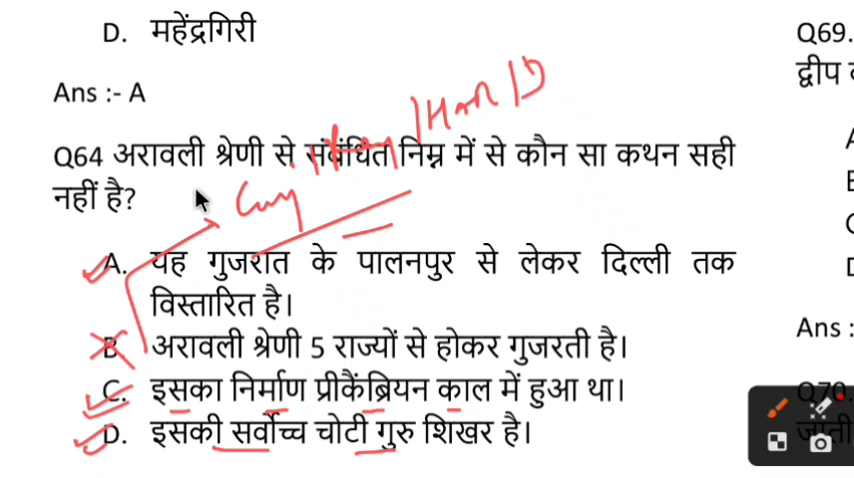 D. महेंद्रगिरी
Q69.
द्वीप
Ans :- A
Q64 अरावली श्रेणी से संबंधित निम्न में से कौन सा कथन सही
नहीं है?
A. यह गुजरात के पालनपुर से लेकर दिल्ली तक
विस्तारित है।
B अरावली श्रेणी 5 राज्यों से होकर गुजरती है।
C. इसका निर्माण प्रीकैंब्रियन काल में हुआ था।
D. इसकी सर्वोच्च चोटी गुरु शिखर है।
Ans :
Q70.